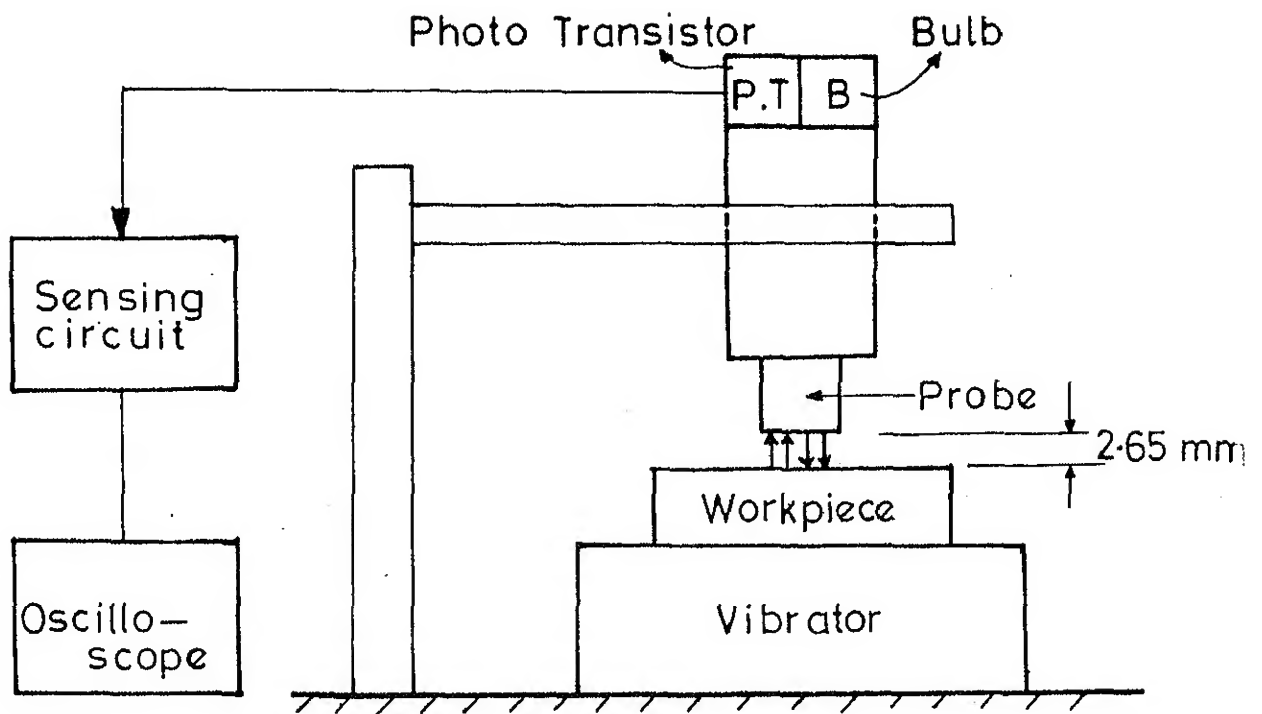 Photo Transistor
Bulb
P.T
B
Sensing
circuit
Probe
2.65 mm
Workpiece
Oscillo-
scope
Vibrator